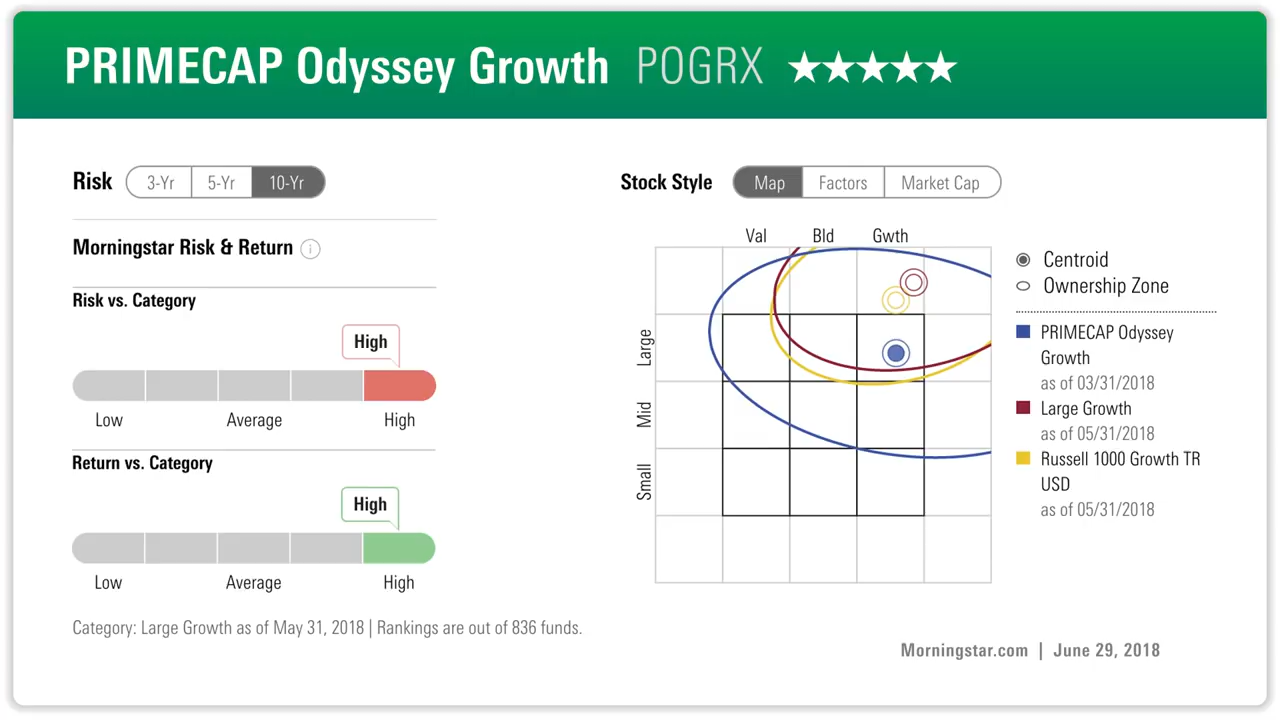 PRIMECAP Odyssey Growth POGRX ★★★★★
Risk 3-Yr 5-Yr 10-Yr
Morningstar Risk & Return i
Risk vs. Category
High
Low Average High
Return vs. Category
High
Low Average High
Category: Large Growth as of May 31, 2018 | Rankings are out of 836 funds.
Stock Style Map Factors Market Cap
Val Bld Gwth
Large
Mid
Small
Centroid
Ownership Zone
PRIMECAP Odyssey
Growth
as of 03/31/2018
Large Growth
as of 05/31/2018
Russell 1000 Growth TR
USD
as of 05/31/2018
Morningstar.com | June 29, 2018